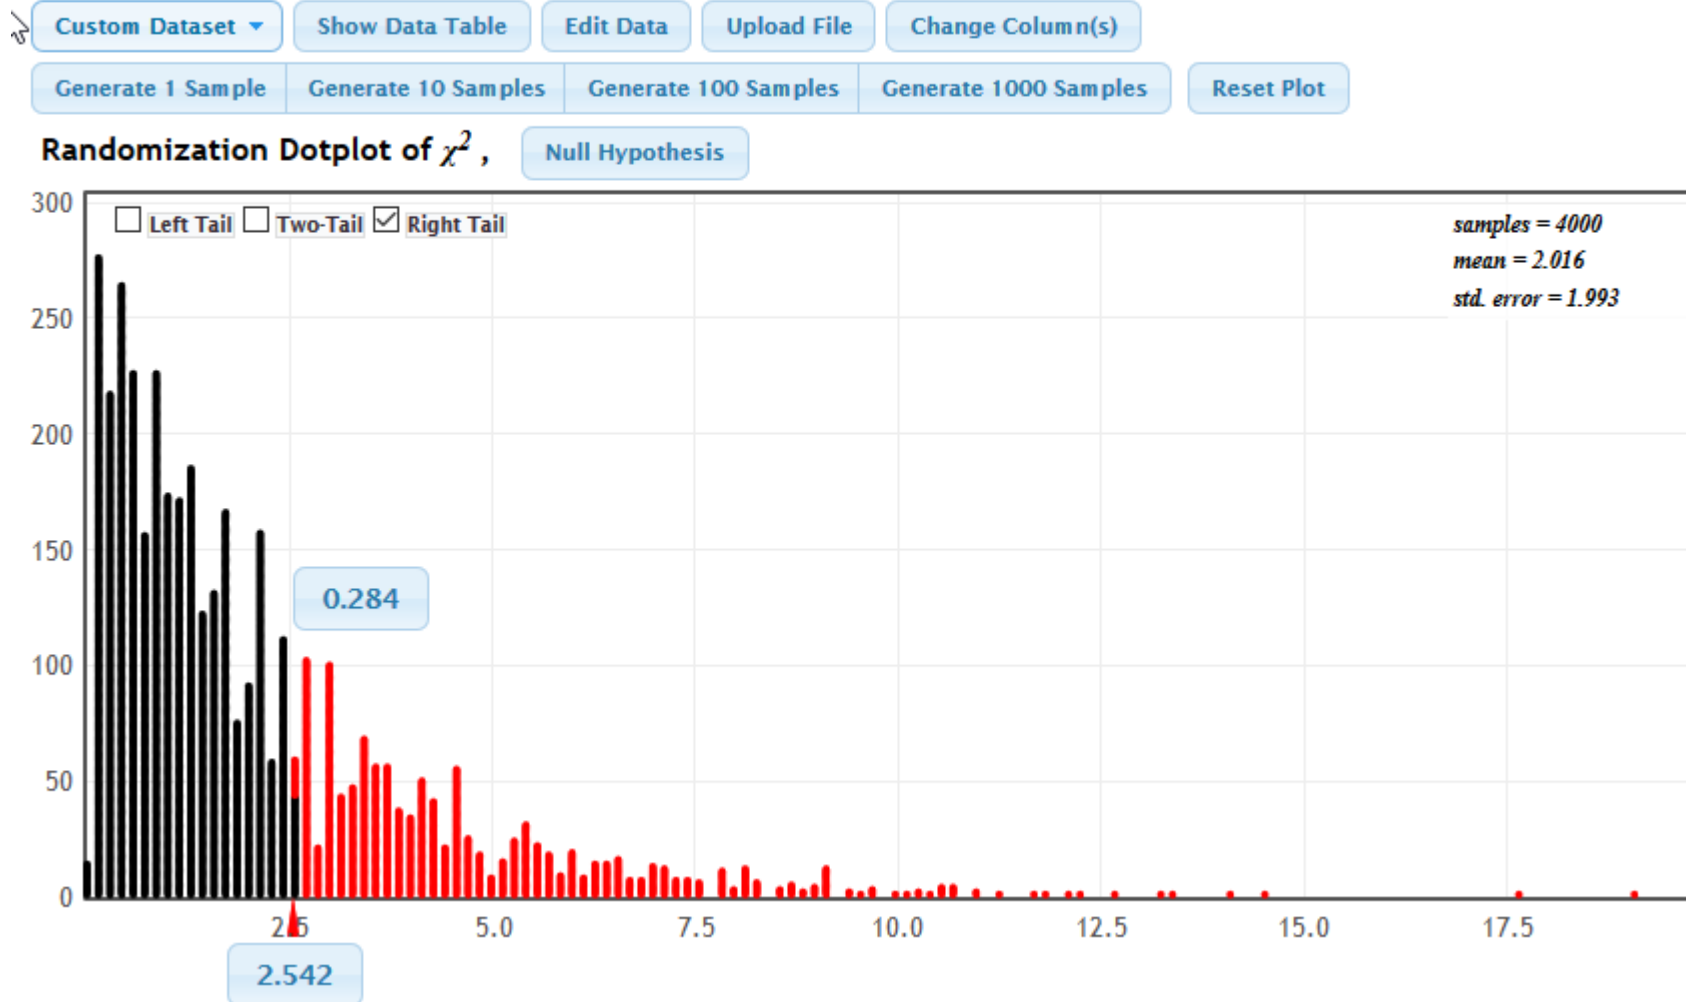 Custom Dataset Show Data Table Edit Data Upload File Change Column(s)
Generate 1 Sample Generate 10 Samples Generate 100 Samples Generate 1000 Samples Reset Plot
Randomization Dotplot of χ², Null Hypothesis
300
Left Tail Two-Tail Right Tail
samples = 4000
mean = 2.016
std. error = 1.993
250
200
150
0.284
100
50
0
2.5 5.0 7.5 10.0 12.5 15.0 17.5
2.542